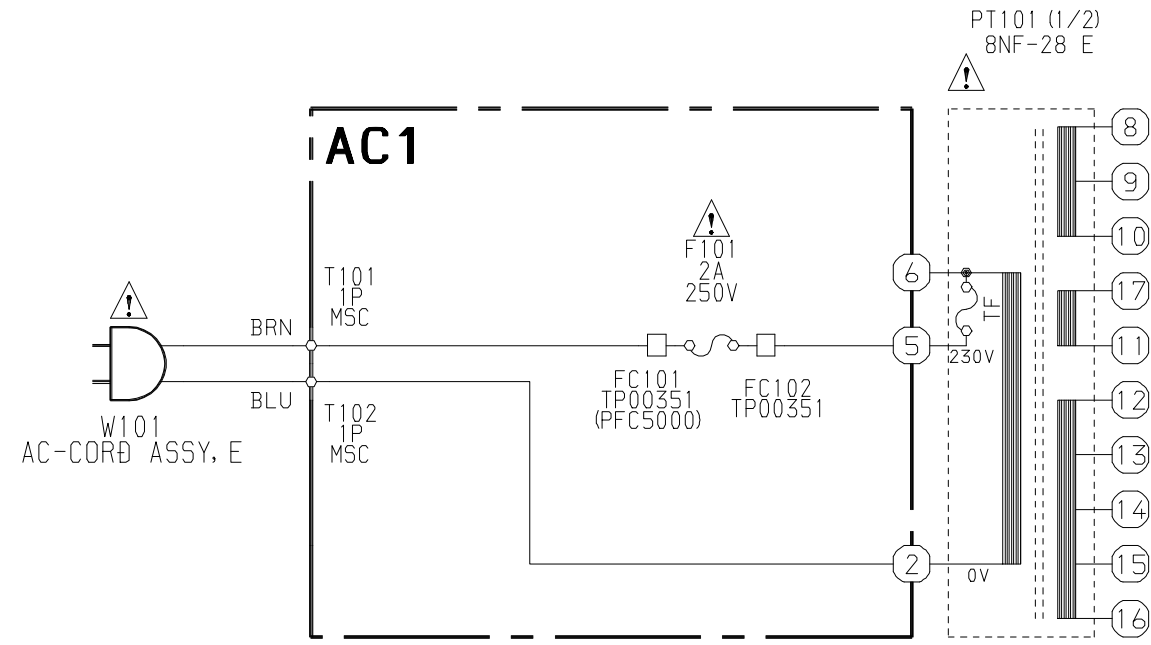 PT101 (1/2)
8NF-28 E
!
AC1
8
9
10
17
11
12
13
14
15
16
!
F101
2A
250V
6
TF
5
230V
T101
1P
MSC
!
BRN
BLU
W101
AC-CORD ASSY, E
T102
1P
MSC
FC101
TP00351
(PFC5000)
FC102
TP00351
2
0V